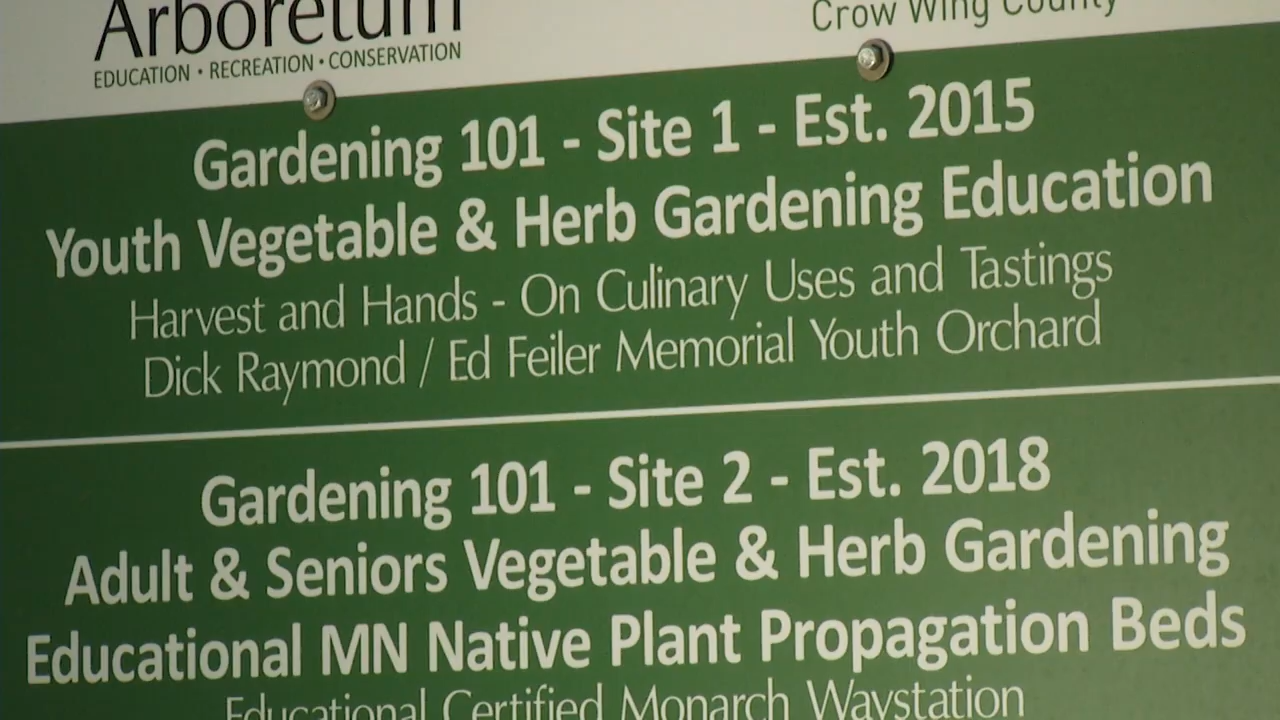 Arboretum
EDUCATION • RECREATION • CONSERVATION
Crow Wing County
Gardening 101 - Site 1 - Est. 2015
Youth Vegetable & Herb Gardening Education
Harvest and Hands - On Culinary Uses and Tastings
Dick Raymond / Ed Feiler Memorial Youth Orchard
Gardening 101 - Site 2 - Est. 2018
Adult & Seniors Vegetable & Herb Gardening
Educational MN Native Plant Propagation Beds
Educational Certified Monarch Waystation